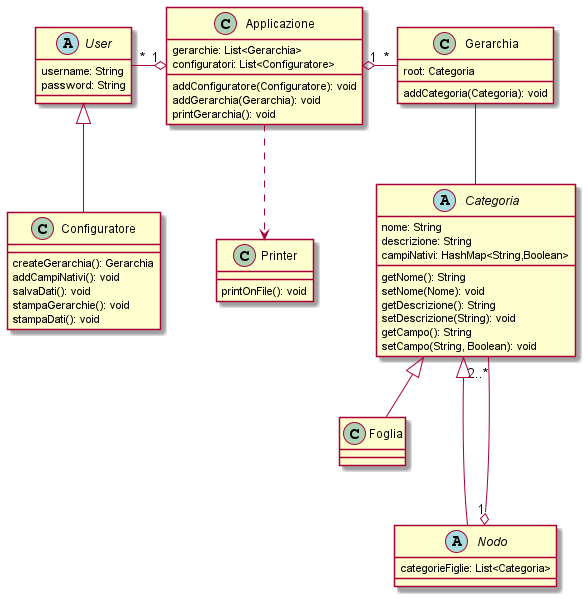 A User
username: String
password: String
* 1
C Applicazione
gerarchie: List<Gerarchia>
configuratori: List<Configuratore>
addConfiguratore(Configuratore): void
addGerarchia(Gerarchia): void
printGerarchia(): void
1 *
C Gerarchia
root: Categoria
addCategoria(Categoria): void
C Configuratore
createGerarchia(): Gerarchia
addCampiNativi(): void
salvaDati(): void
stampaGerarchie(): void
stampaDati(): void
C Printer
printOnFile(): void
A Categoria
nome: String
descrizione: String
campiNativi: HashMap<String,Boolean>
getNome(): String
setNome(Nome): void
getDescrizione(): String
setDescrizione(String): void
getCampo(): String
setCampo(String, Boolean): void
2..*
C Foglia
1
A Nodo
categorieFiglie: List<Categoria>